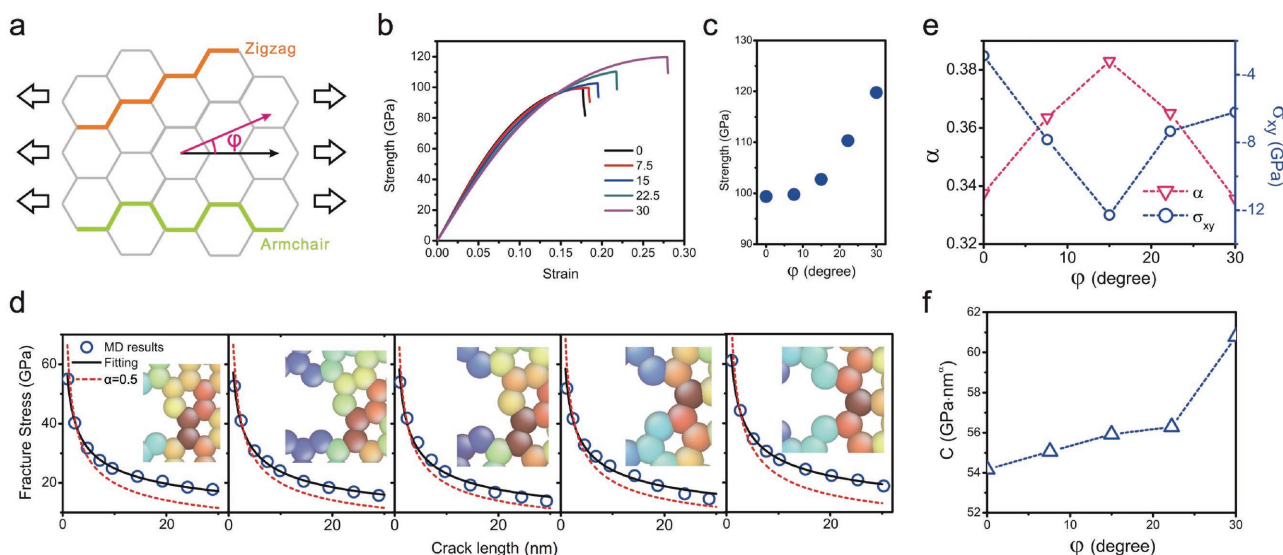 a
Zigzag
φ
Armchair
b
Strength (GPa)
120
100
80
60
40
20
0
0.00 0.05 0.10 0.15 0.20 0.25 0.30
Strain
0
7.5
15
22.5
30
c
Strength (GPa)
130
120
110
100
90
0 10 20 30
φ (degree)
d
Fracture Stress (GPa)
60
40
20
MD results
Fitting
α=0.5
0 20 0 20 0 20 0 20 0 20
Crack length (nm)
e
α
0.38
0.36
0.34
0.32
-4
-8
-12
σxy (GPa)
α
σxy
0 10 20 30
φ (degree)
f
C (GPa·nmα)
62
61
60
58
56
54
52
0 10 20 30
φ (degree)